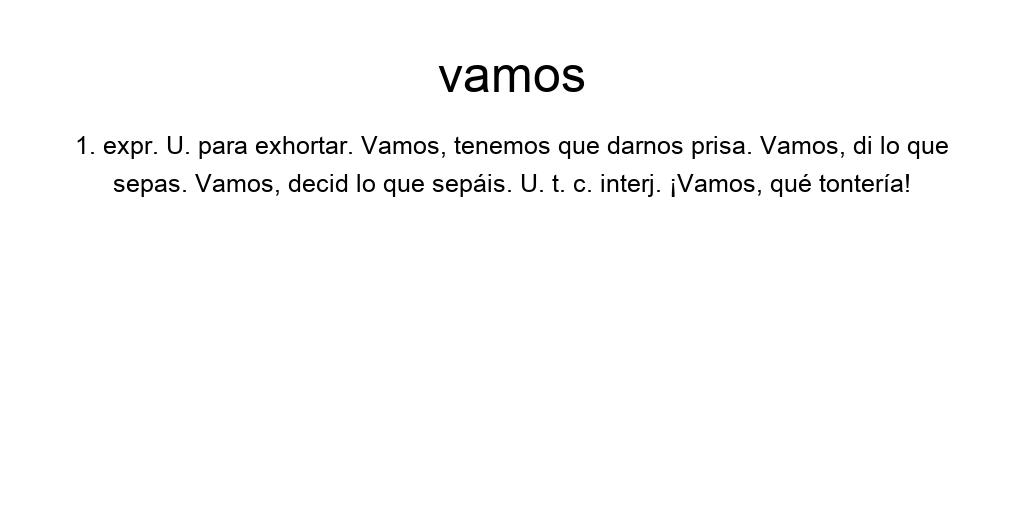 vamos
1. expr. U. para exhortar. Vamos, tenemos que darnos prisa. Vamos, di lo que
sepas. Vamos, decid lo que sepáis. U. t. c. interj. ¡Vamos, qué tontería!